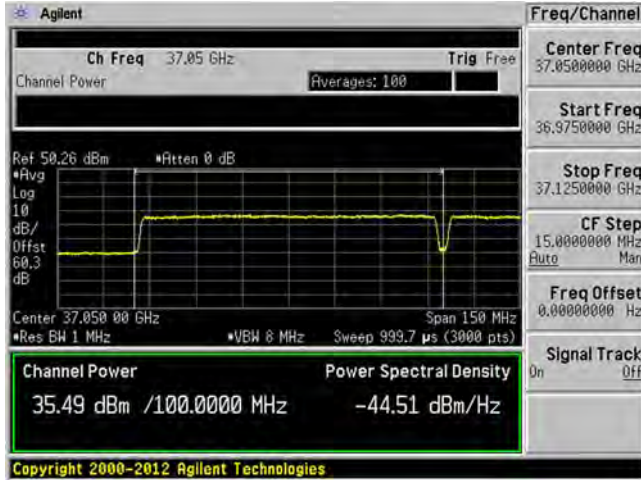 Agilent
Freq/Channel
Ch Freq 37.05 GHz Trig Free
Channel Power Averages: 100
Center Freq
37.0500000 GHz
Start Freq
36.9750000 GHz
Stop Freq
37.1250000 GHz
CF Step
15.0000000 MHz
Auto Man
Freq Offset
0.00000000 Hz
Signal Track
On Off
Ref 50.26 dBm *Atten 0 dB
*Avg
Log
10
dB/
Offst
60.3
dB
Center 37.050 00 GHz Span 150 MHz
*Res BW 1 MHz *VBW 8 MHz Sweep 999.7 µs (3000 pts)
Channel Power Power Spectral Density
35.49 dBm /100.0000 MHz -44.51 dBm/Hz
Copyright 2000-2012 Agilent Technologies